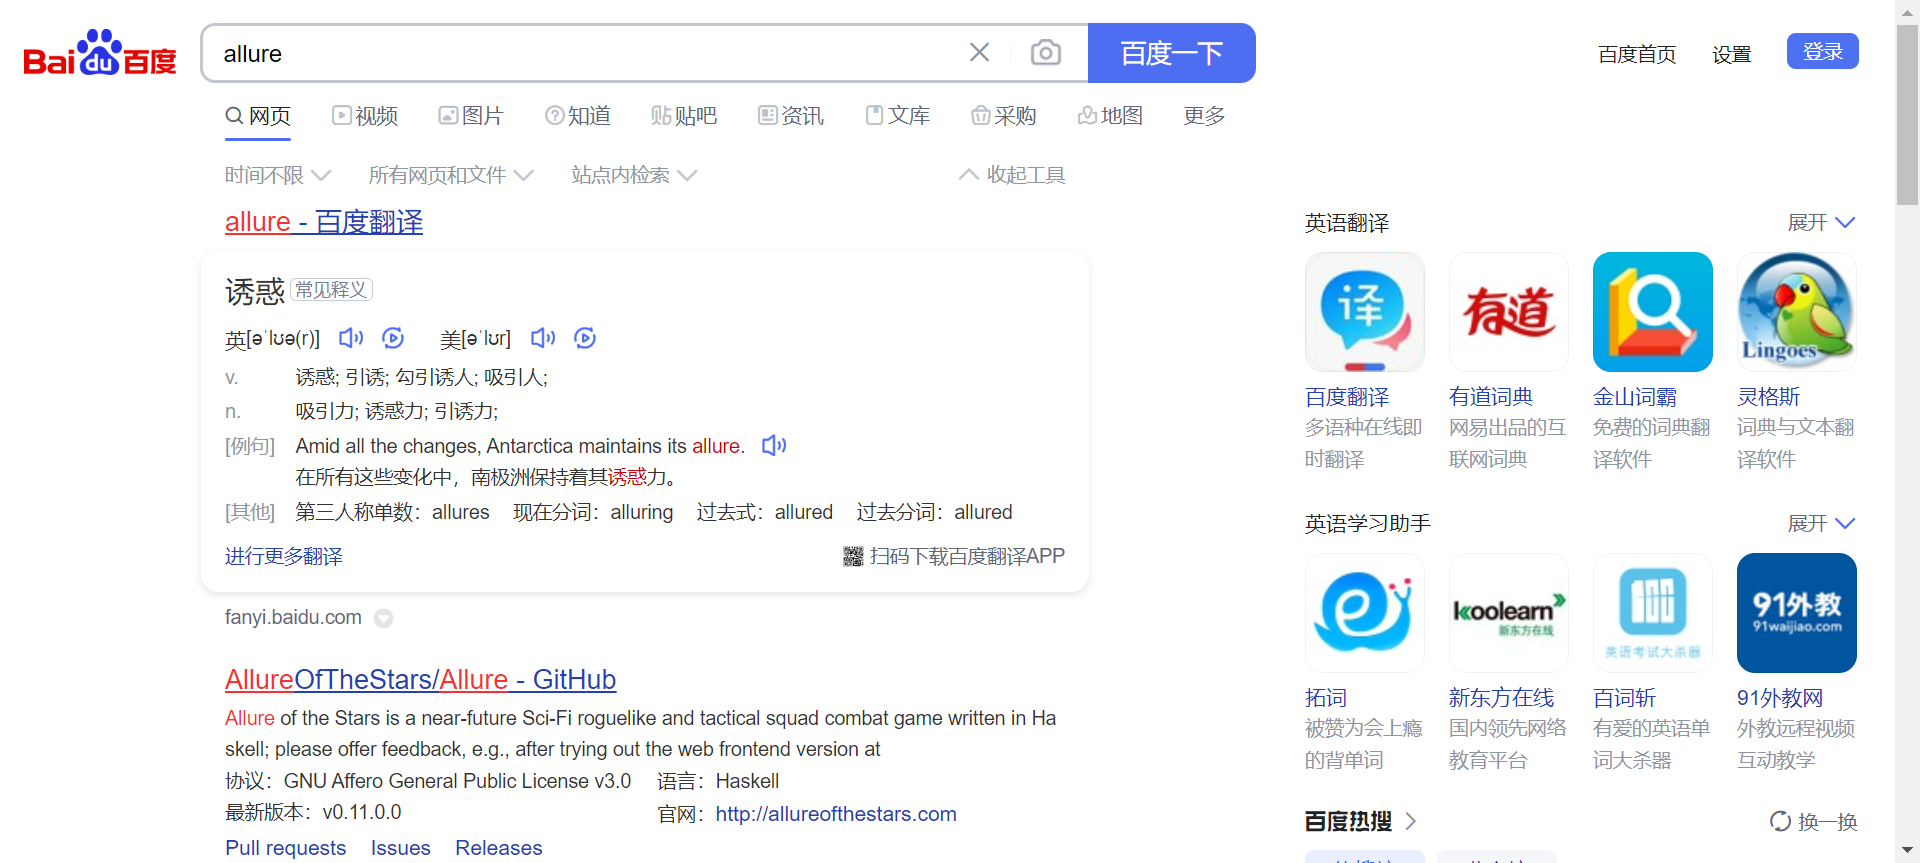 Bai du 百度
allure
百度一下
百度首页 设置 登录
网页 视频 图片 知道 贴吧 资讯 文库 采购 地图 更多
时间不限 所有网页和文件 站点内检索 收起工具
allure - 百度翻译
诱惑 常见释义
英[əˈlʊə(r)] 美[əˈlʊr]
v. 诱惑; 引诱; 勾引诱人; 吸引人;
n. 吸引力; 诱惑力; 引诱力;
[例句] Amid all the changes, Antarctica maintains its allure.
在所有这些变化中，南极洲保持着其诱惑力。
[其他] 第三人称单数：allures 现在分词：alluring 过去式：allured 过去分词：allured
进行更多翻译 扫码下载百度翻译APP
fanyi.baidu.com
AllureOfTheStars/Allure - GitHub
Allure of the Stars is a near-future Sci-Fi roguelike and tactical squad combat game written in Ha
skell; please offer feedback, e.g., after trying out the web frontend version at
协议：GNU Affero General Public License v3.0 语言：Haskell
最新版本：v0.11.0.0 官网：http://allureofthestars.com
Pull requests Issues Releases
英语翻译 展开
译 有道 Lingoes
百度翻译 有道词典 金山词霸 灵格斯
多语种在线即 网易出品的互 免费的词典翻 词典与文本翻
时翻译 联网词典 译软件 译软件
英语学习助手 展开
koolearn 新东方在线 英语考试大杀器 91外教 91waijiao.com
拓词 新东方在线 百词斩 91外教网
被赞为会上瘾 国内领先网络 有爱的英语单 外教远程视频
的背单词 教育平台 词大杀器 互动教学
百度热搜 换一换